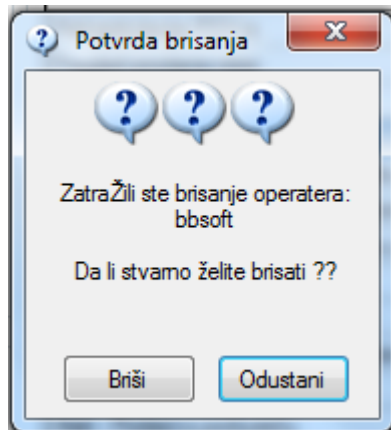 Potvrda brisanja
ZatraŽili ste brisanje operatera:
bbsoft
Da li stvarno želite brisati ??
Briši
Odustani